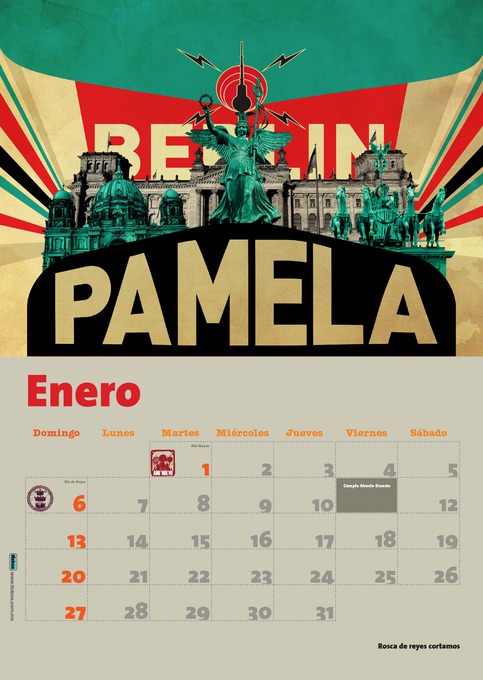 BERLIN
PAMELA
Enero
Domingo Lunes Martes Miércoles Jueves Viernes Sábado
Año Nuevo
1 2 3 4 5
Día de Reyes
Cumple Abuelo Ernesto
6 7 8 9 10 12
13 14 15 16 17 18 19
20 21 22 23 24 25 26
27 28 29 30 31
Rosca de reyes cortamos